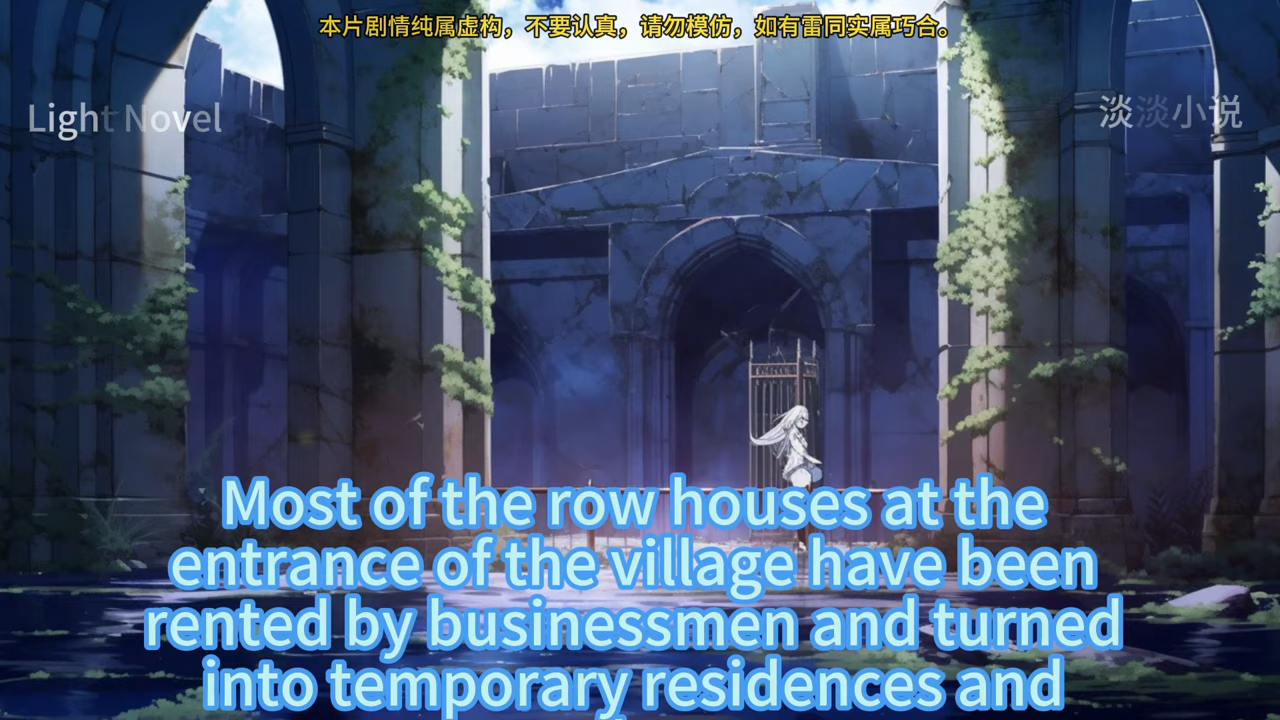 本片剧情纯属虚构，不要认真，请勿模仿，如有雷同实属巧合。
Light Novel
淡淡小说
Most of the row houses at the
entrance of the village have been
rented by businessmen and turned
into temporary residences and